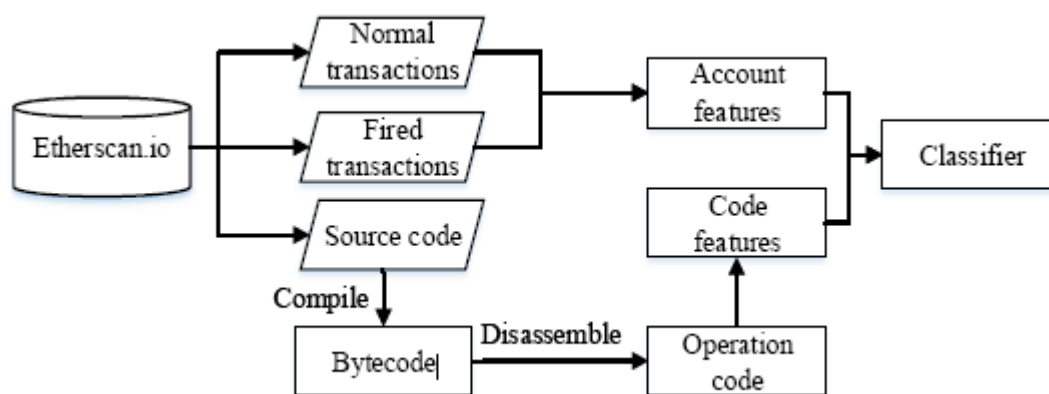 Normal
transactions
Etherscan.io
Fired
transactions
Account
features
Classifier
Source code
Code
features
Compile
Bytecode
Disassemble
Operation
code